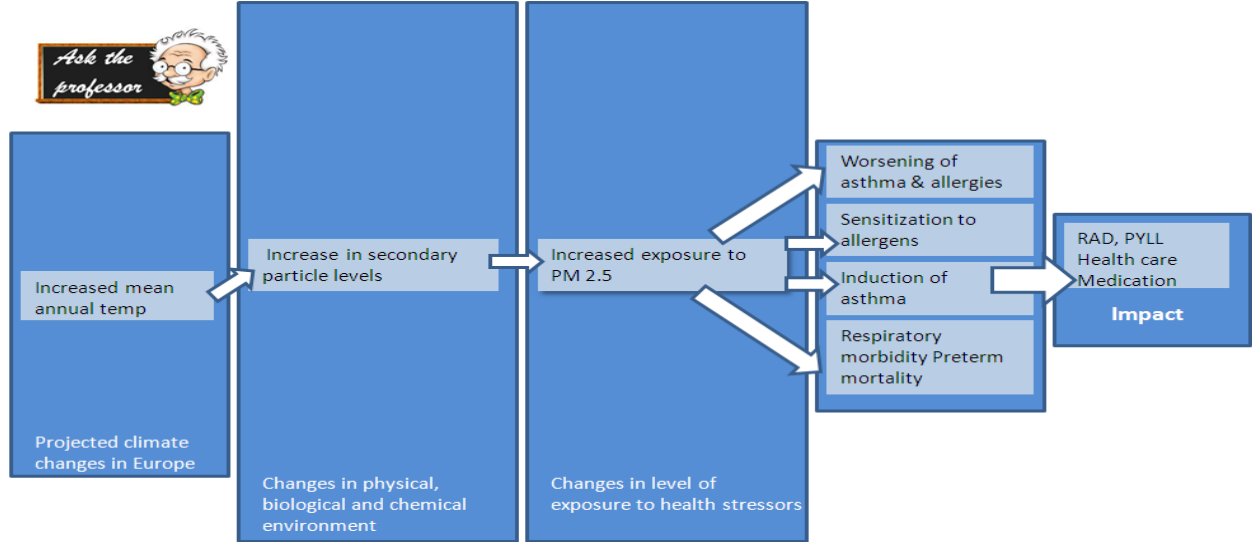 Ask the
professor
Increased mean
annual temp
Projected climate
changes in Europe
Increase in secondary
particle levels
Changes in physical,
biological and chemical
environment
Increased exposure to
PM 2.5
Changes in level of
exposure to health stressors
Worsening of
asthma & allergies
Sensitization to
allergens
Induction of
asthma
Respiratory
morbidity Preterm
mortality
RAD, PYLL
Health care
Medication
Impact